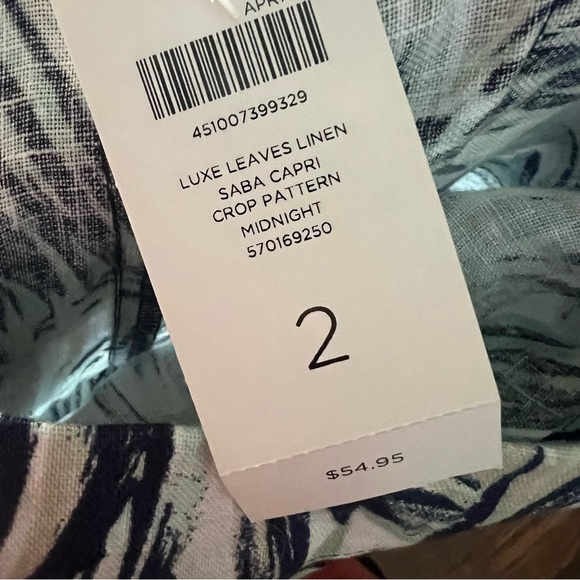 451007399329
LUXE LEAVES LINEN
SABA CAPRI
CROP PATTERN
MIDNIGHT
570169250
2
$54.95